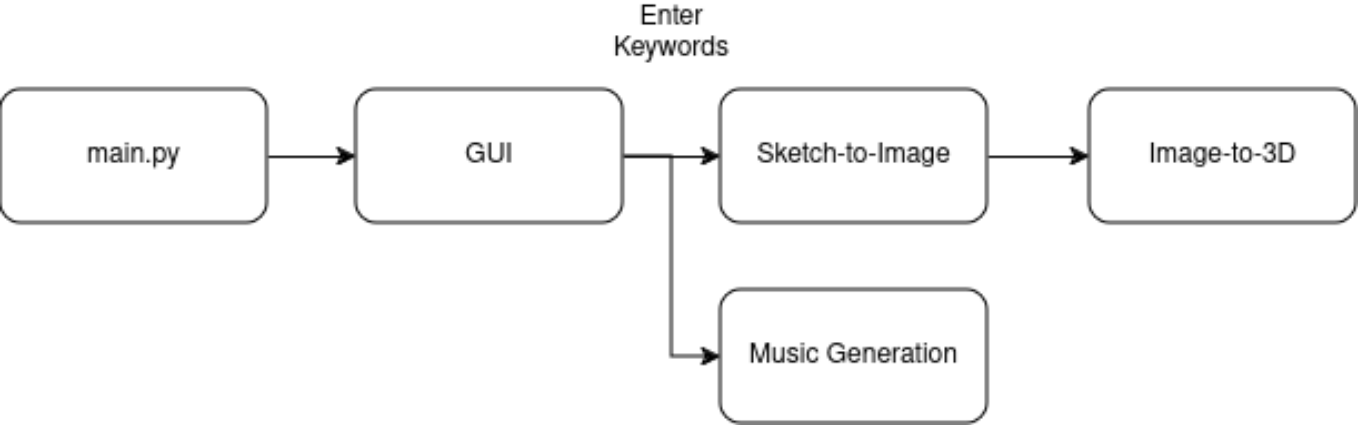 Enter
Keywords
main.py
GUI
Sketch-to-Image
Image-to-3D
Music Generation